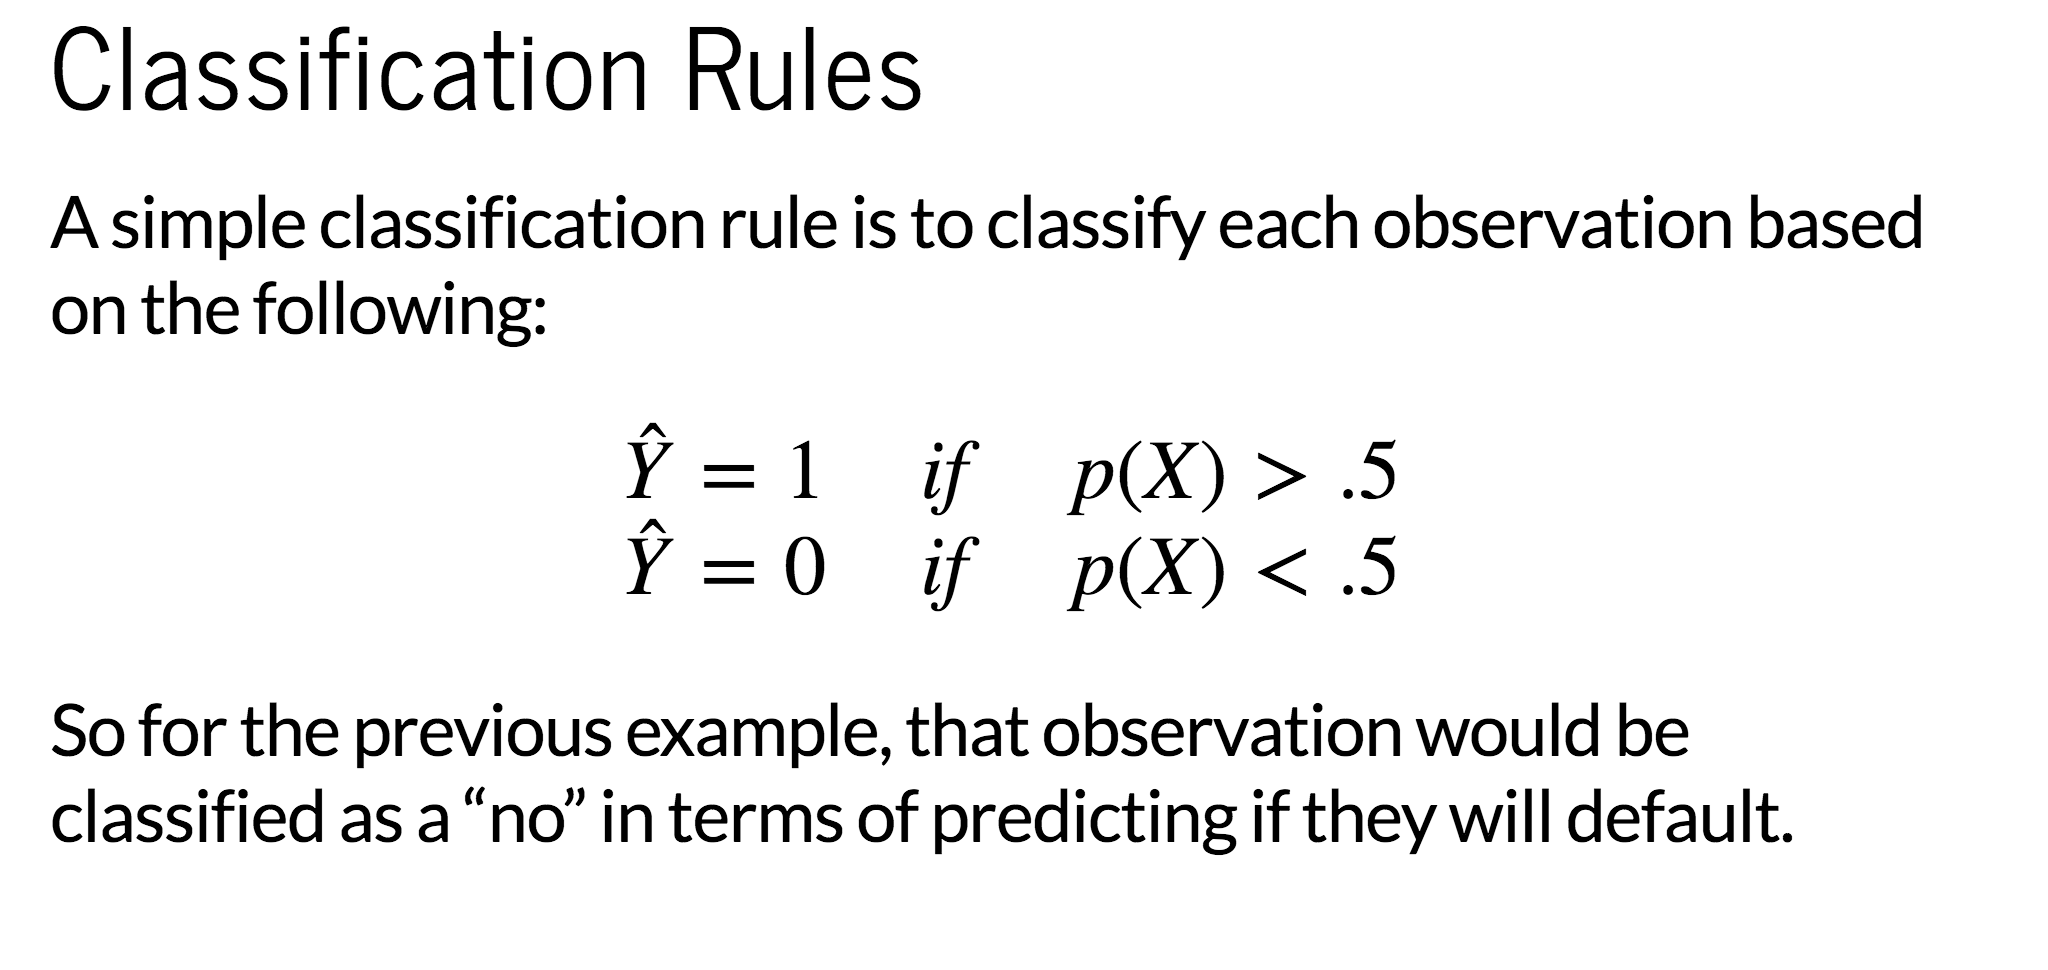 Classification Rules
A simple classification rule is to classify each observation based
on the following:
Ŷ = 1 if p(X) > .5
Ŷ = 0 if p(X) < .5
So for the previous example, that observation would be
classified as a “no” in terms of predicting if they will default.